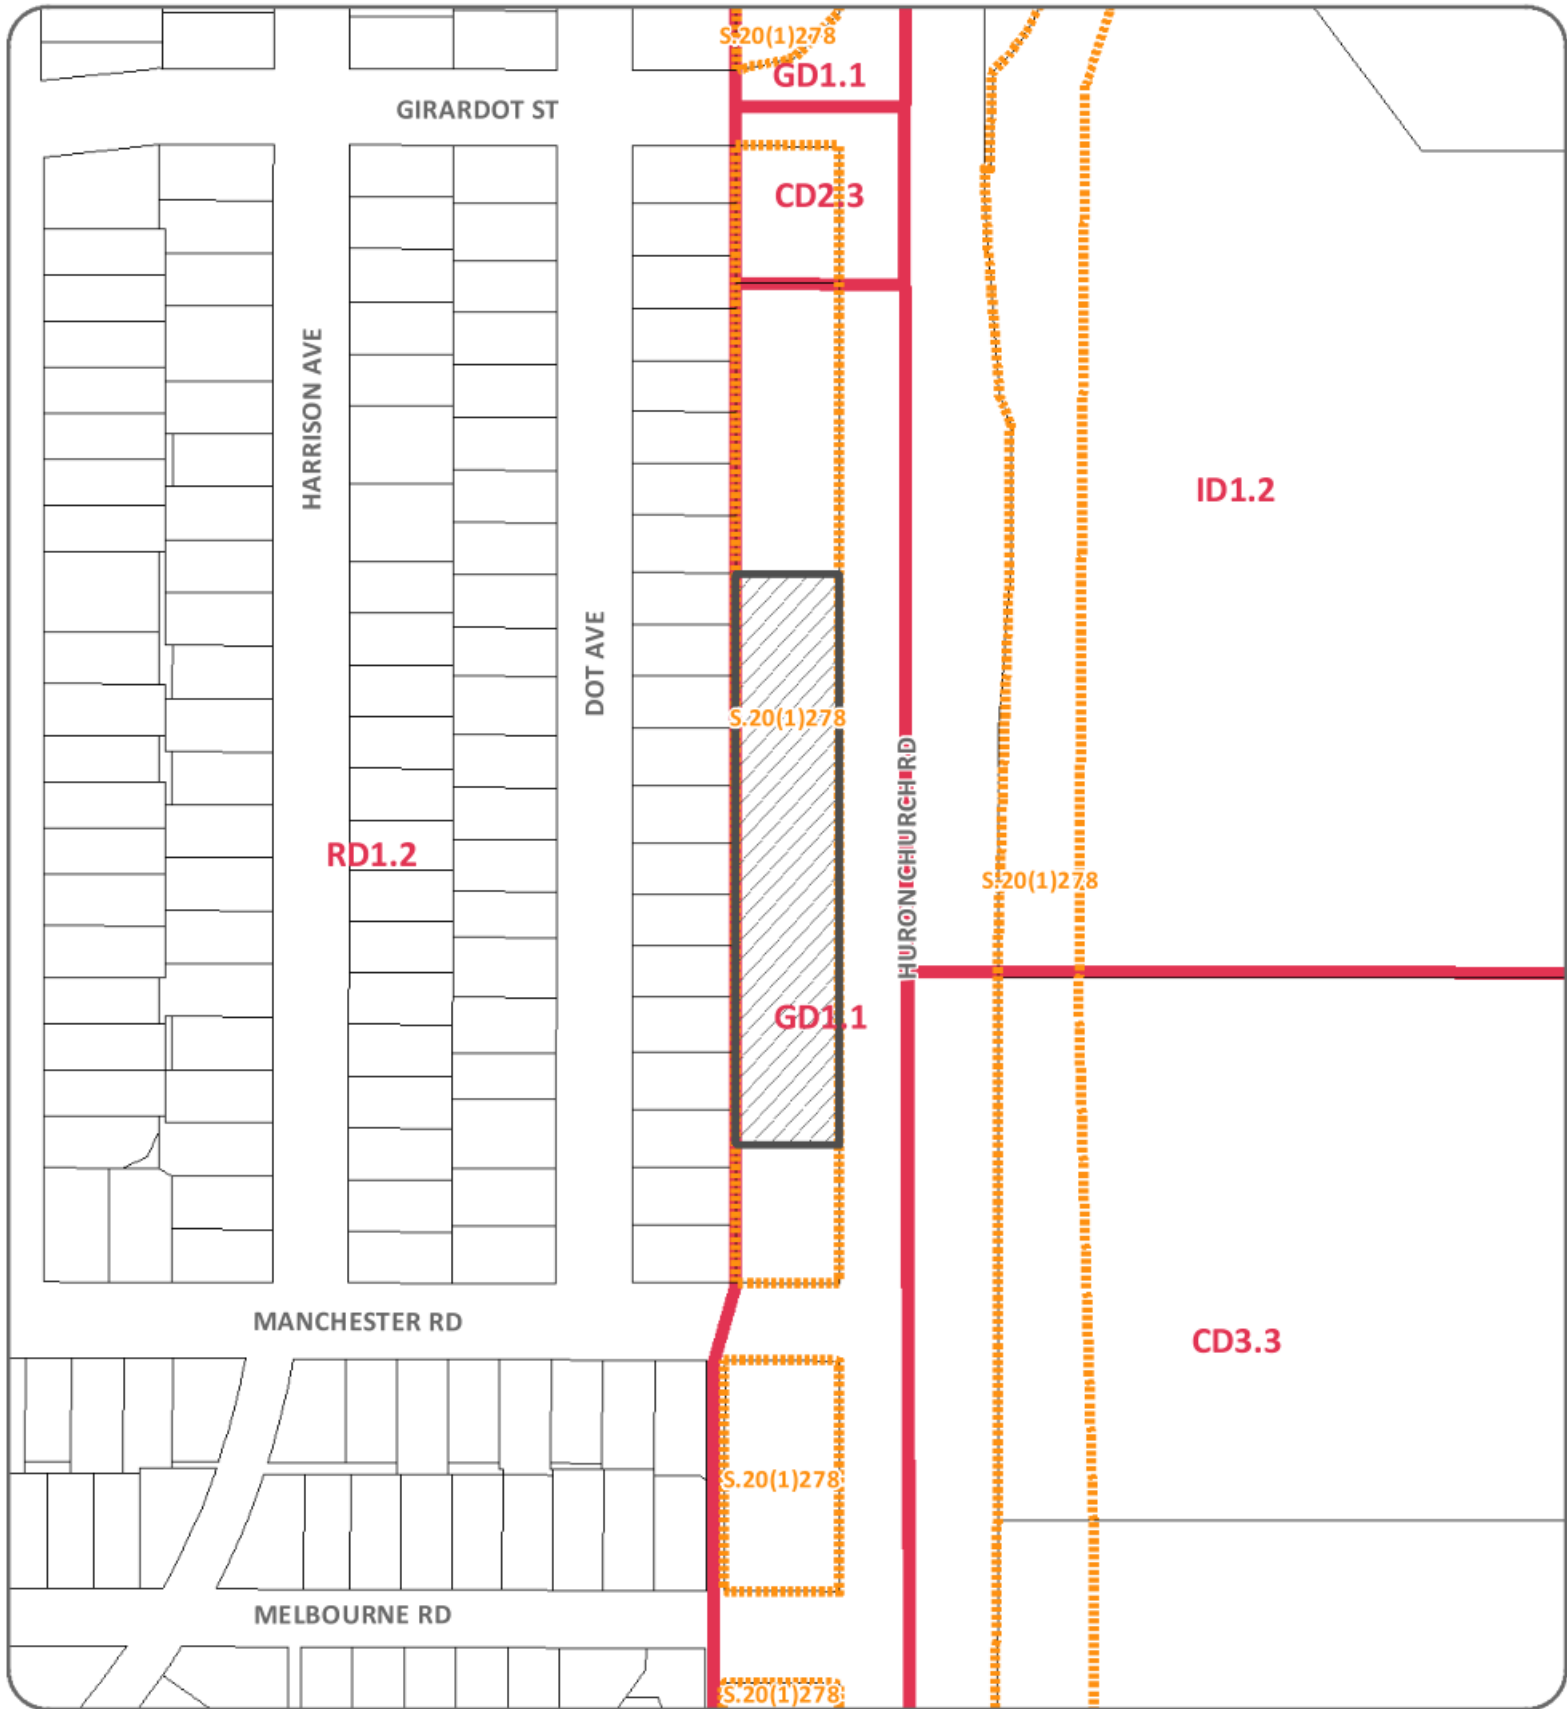 S.20(1)278
GD1.1
GIRARDOT ST
CD2.3
HARRISON AVE
ID1.2
DOT AVE
S.20(1)278
HURON CHURCH RD
RD1.2
S.20(1)278
GD1.1
MANCHESTER RD
CD3.3
S.20(1)278
MELBOURNE RD
S.20(1)278